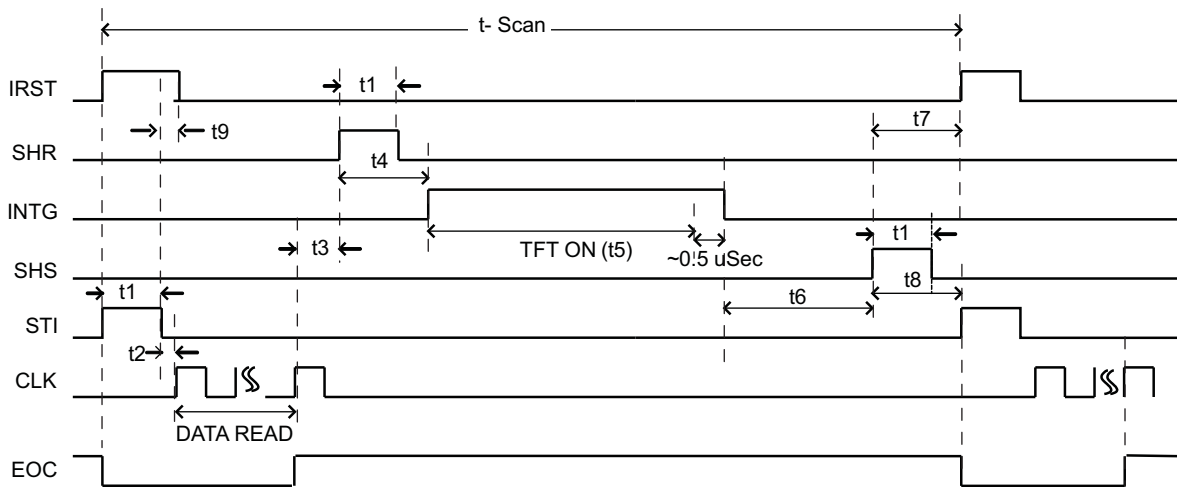 t- Scan
IRST
t1
t9
t7
SHR
t4
INTG
t3
TFT ON (t5)
~0.5 uSec
t1
SHS
t1
t6
t8
STI
t2
CLK
DATA READ
EOC